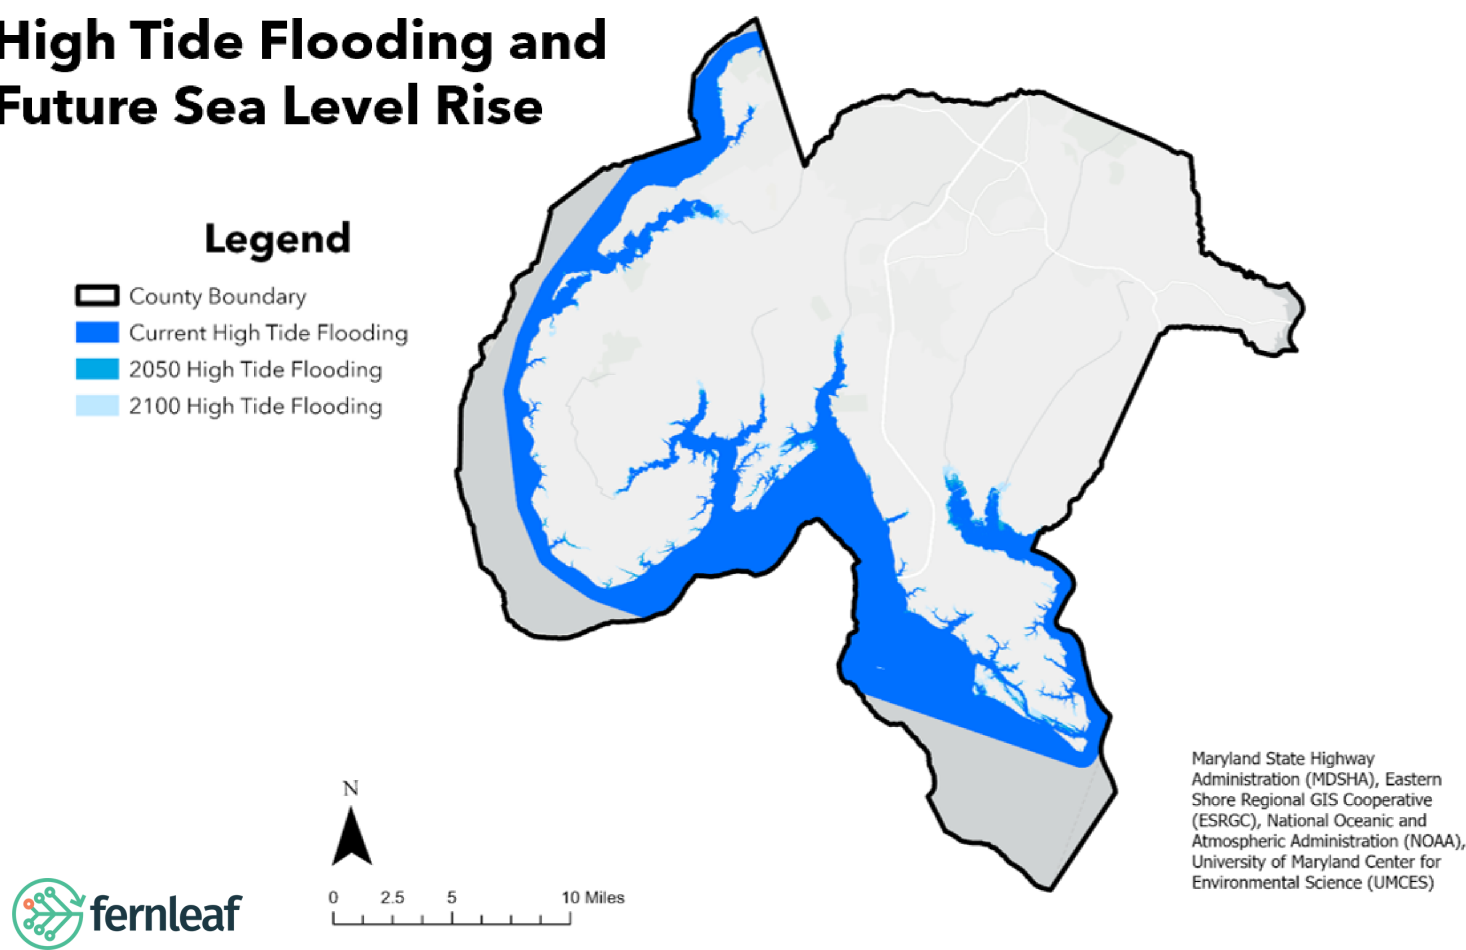 High Tide Flooding and
Future Sea Level Rise
Legend
County Boundary
Current High Tide Flooding
2050 High Tide Flooding
2100 High Tide Flooding
Maryland State Highway
Administration (MDSHA), Eastern
Shore Regional GIS Cooperative
(ESRGC), National Oceanic and
Atmospheric Administration (NOAA),
University of Maryland Center for
Environmental Science (UMCES)
N
0 2.5 5 10 Miles
fernleaf